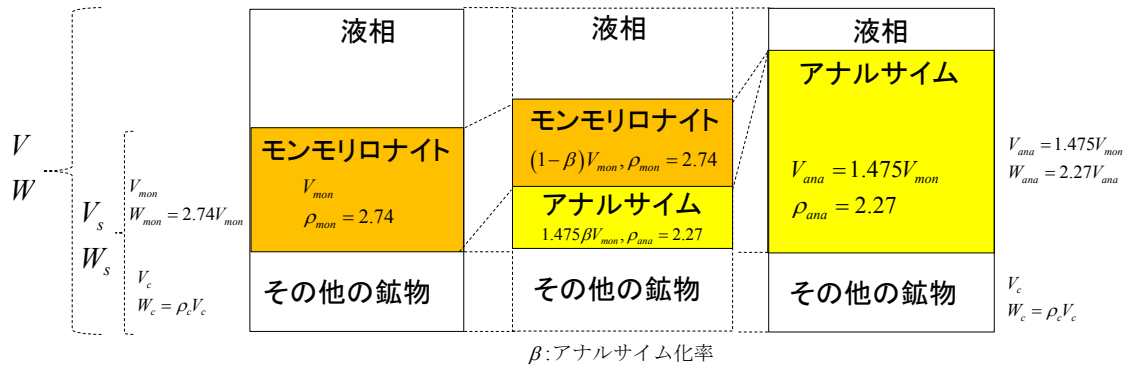 V
W
V_s
W_s
V_mon
W_mon = 2.74V_mon
V_c
W_c = ρ_cV_c
液相
モンモリロナイト
V_mon
ρ_mon = 2.74
その他の鉱物
液相
モンモリロナイト
(1−β)V_mon, ρ_mon = 2.74
アナルサイム
1.475βV_mon, ρ_ana = 2.27
その他の鉱物
液相
アナルサイム
V_ana = 1.475V_mon
ρ_ana = 2.27
その他の鉱物
V_ana = 1.475V_mon
W_ana = 2.27V_ana
V_c
W_c = ρ_cV_c
β:アナルサイム化率